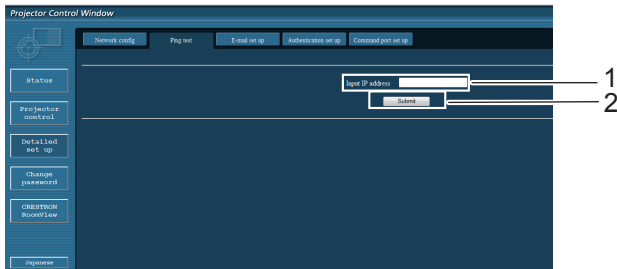 Projector Control Window
Network config
Ping test
E-mail set up
Authentication set up
Command port set up
Status
Input IP address
1
Submit
2
Projector
control
Detailed
set up
Change
password
CRESTRON
RoomView
Japanese